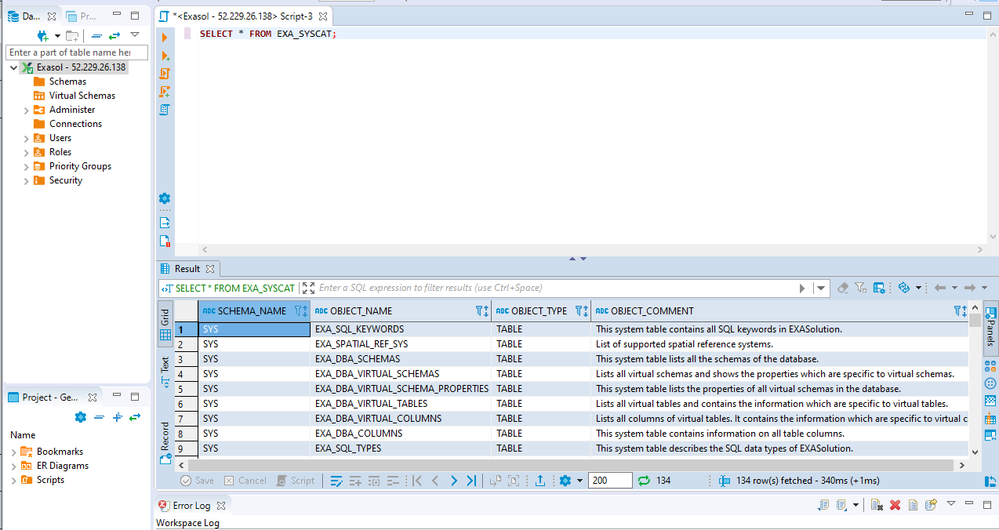 Da...
Pr...
*<Exasol - 52.229.26.138> Script-3
Enter a part of table name her
Exasol - 52.229.26.138
Schemas
Virtual Schemas
Administer
Connections
Users
Roles
Priority Groups
Security
SELECT * FROM EXA_SYSCAT;
Result
SELECT * FROM EXA_SYSCAT
Enter a SQL expression to filter results (use Ctrl+Space)
Grid
Text
Record
Panels
ABC SCHEMA_NAME ABC OBJECT_NAME ABC OBJECT_TYPE ABC OBJECT_COMMENT
1 SYS EXA_SQL_KEYWORDS TABLE This system table contains all SQL keywords in EXASolution.
2 SYS EXA_SPATIAL_REF_SYS TABLE List of supported spatial reference systems.
3 SYS EXA_DBA_SCHEMAS TABLE This system table lists all the schemas of the database.
4 SYS EXA_DBA_VIRTUAL_SCHEMAS TABLE Lists all virtual schemas and shows the properties which are specific to virtual schemas.
5 SYS EXA_DBA_VIRTUAL_SCHEMA_PROPERTIES TABLE This system table lists the properties of all virtual schemas in the database.
6 SYS EXA_DBA_VIRTUAL_TABLES TABLE Lists all virtual tables and contains the information which are specific to virtual tables.
7 SYS EXA_DBA_VIRTUAL_COLUMNS TABLE Lists all columns of virtual tables. It contains the information which are specific to virtual c
8 SYS EXA_DBA_COLUMNS TABLE This system table contains information on all table columns.
9 SYS EXA_SQL_TYPES TABLE This system table describes the SQL data types of EXASolution.
Save Cancel Script 200 134 134 row(s) fetched - 340ms (+1ms)
Project - Ge...
Name
Bookmarks
ER Diagrams
Scripts
Error Log
Workspace Log